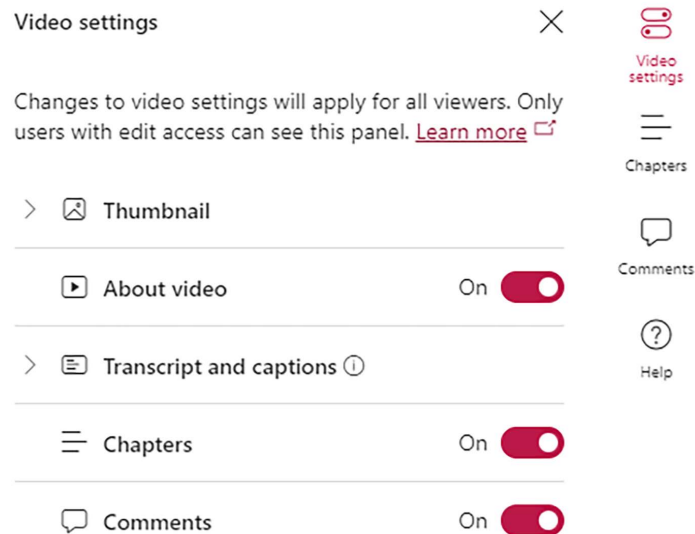 Video settings
Changes to video settings will apply for all viewers. Only
users with edit access can see this panel. Learn more
Thumbnail
About video On
Transcript and captions
Chapters On
Comments On
Video
settings
Chapters
Comments
Help